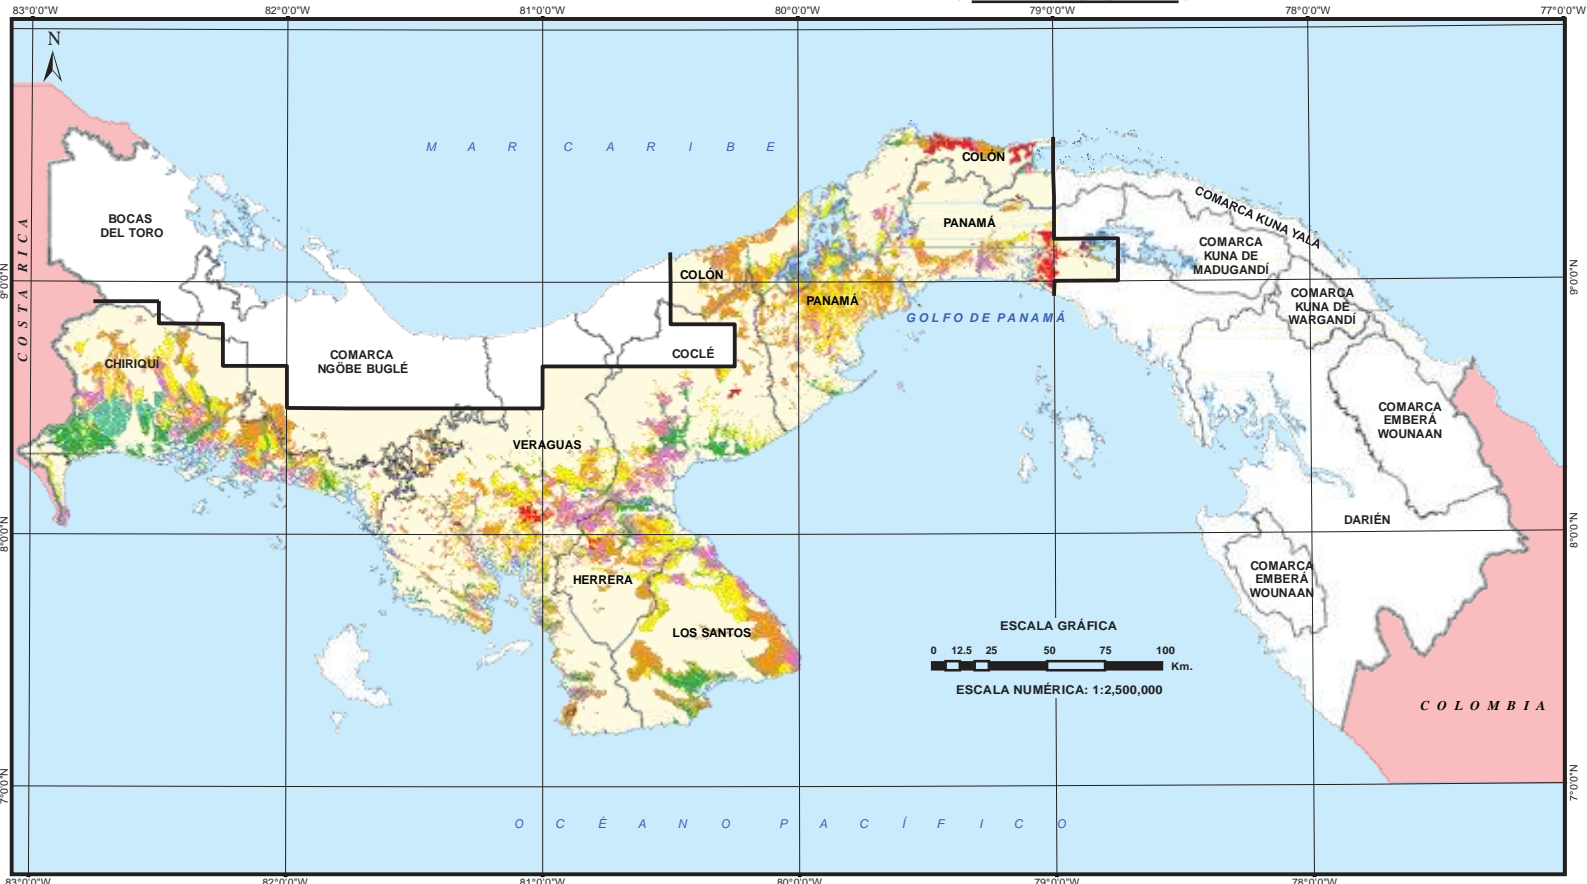 83°0'0"W 82°0'0"W 81°0'0"W 80°0'0"W 79°0'0"W 78°0'0"W 77°0'0"W
N
MAR CARIBE
COLÓN
COMARCA KUNA YALA
BOCAS
DEL TORO
PANAMÁ
COMARCA
KUNA DE
MADUGANDÍ
COSTA RICA
9°0'0"N
COLÓN
9°0'0"N
PANAMÁ
COMARCA
KUNA DE
WARGANDÍ
GOLFO DE PANAMÁ
CHIRIQUÍ
COMARCA
NGÖBE BUGLÉ
COCLÉ
COMARCA
EMBERÁ
WOUNAAN
VERAGUAS
8°0'0"N
DARIÉN
8°0'0"N
HERRERA
COMARCA
EMBERÁ
WOUNAAN
LOS SANTOS
ESCALA GRÁFICA
0 12.5 25 50 75 100
Km.
ESCALA NUMÉRICA: 1:2,500,000
COLOMBIA
7°0'0"N
7°0'0"N
OCÉANO PACÍFICO
83°0'0"W 82°0'0"W 81°0'0"W 80°0'0"W 79°0'0"W 78°0'0"W